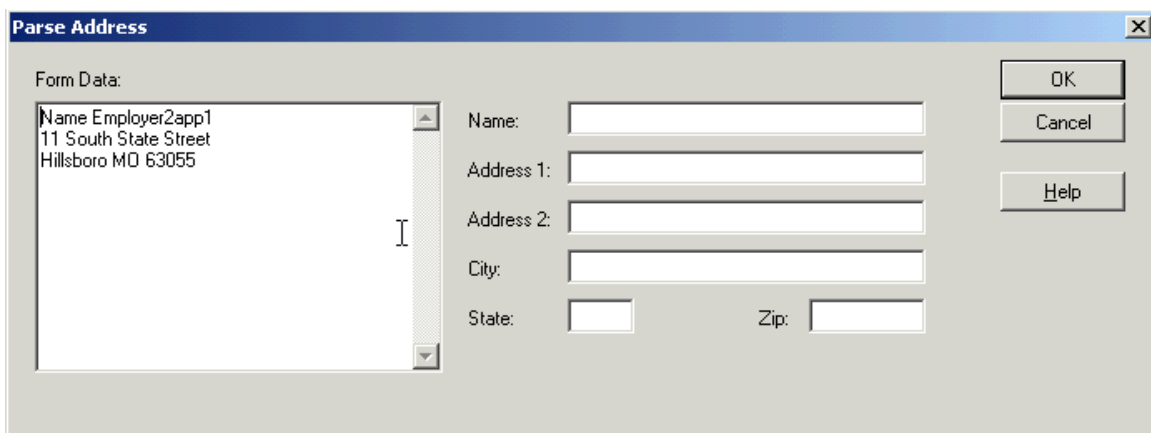 Parse Address
Form Data:
Name Employer2app1
11 South State Street
Hillsboro MO 63055
Name:
Address 1:
Address 2:
City:
State:
Zip:
OK
Cancel
Help